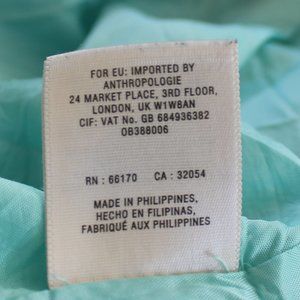 FOR EU: IMPORTED BY
ANTHROPOLOGIE
24 MARKET PLACE, 3RD FLOOR,
LONDON, UK W1W8AN
CIF: VAT No. GB 684936382
0B388006
RN : 66170 CA : 32054
MADE IN PHILIPPINES,
HECHO EN FILIPINAS,
FABRIQUÉ AUX PHILIPPINES